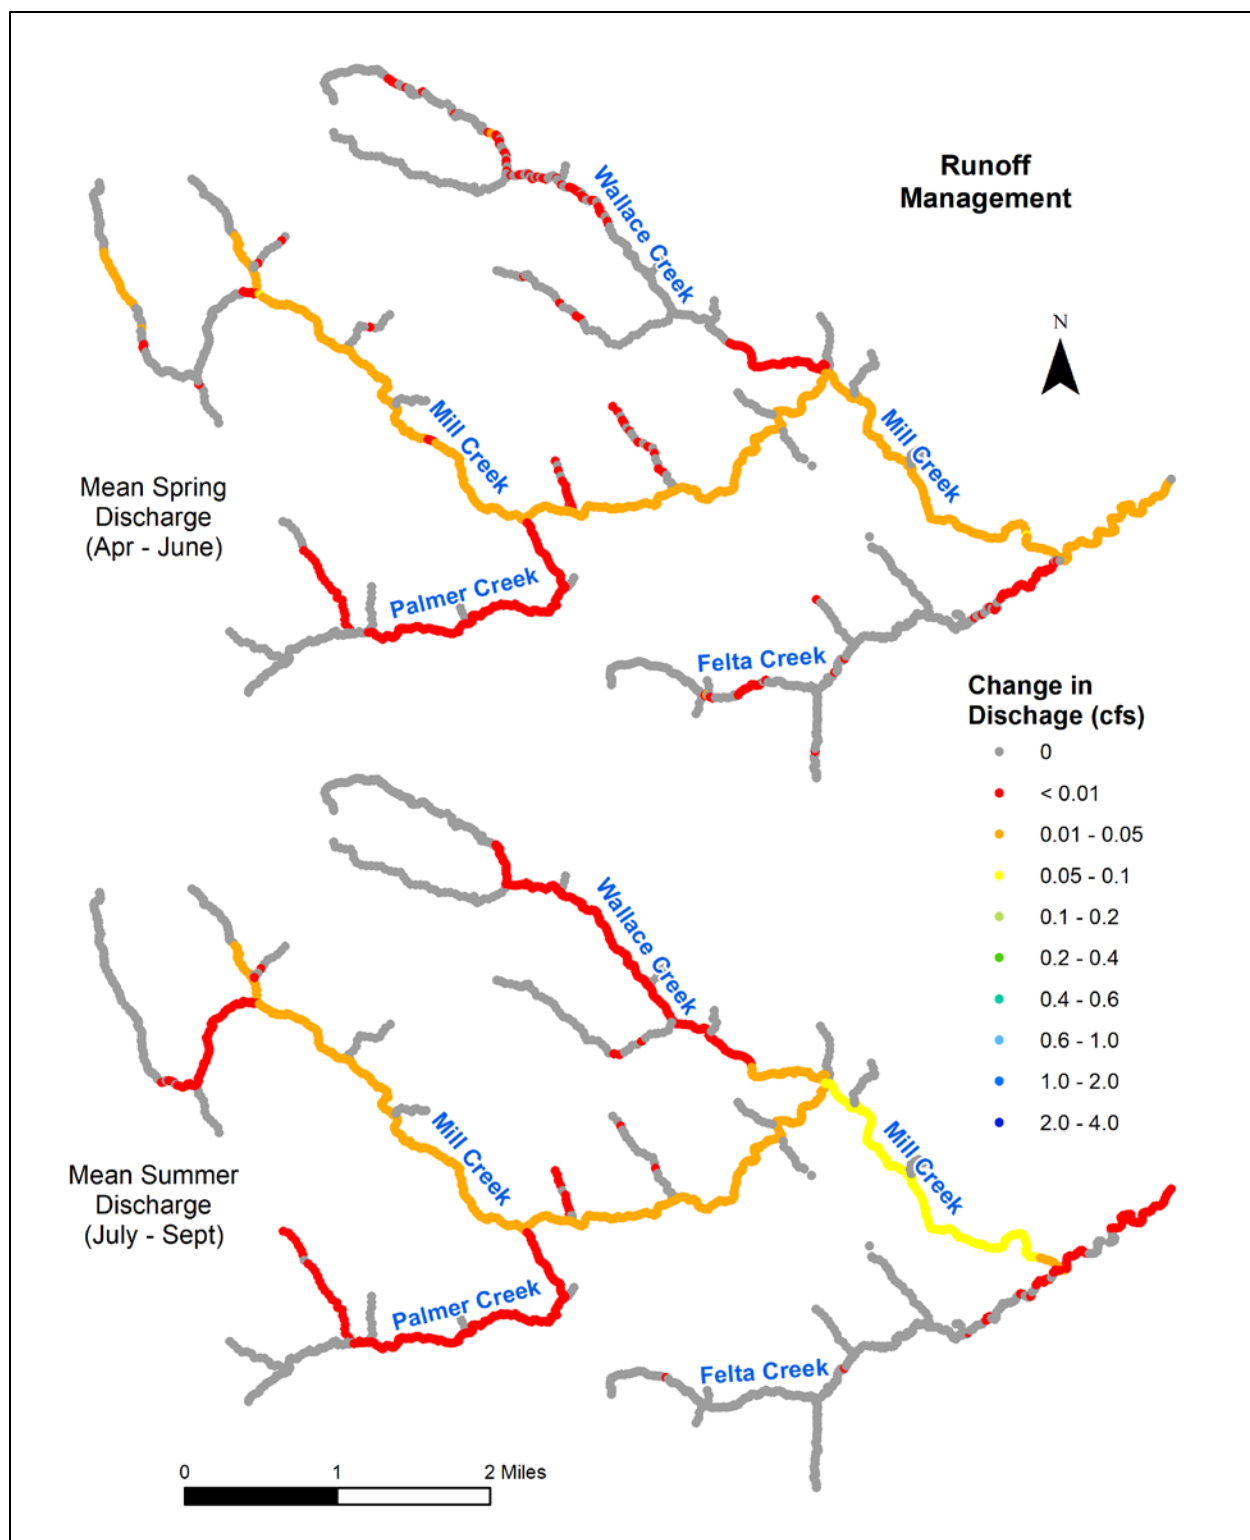 Runoff
Management
Wallace Creek
N
Mill Creek
Mill Creek
Mean Spring
Discharge
(Apr - June)
Palmer Creek
Felta Creek
Change in
Dischage (cfs)
0
< 0.01
0.01 - 0.05
0.05 - 0.1
0.1 - 0.2
0.2 - 0.4
0.4 - 0.6
0.6 - 1.0
1.0 - 2.0
2.0 - 4.0
Wallace Creek
Mill Creek
Mill Creek
Mean Summer
Discharge
(July - Sept)
Palmer Creek
Felta Creek
0 1 2 Miles